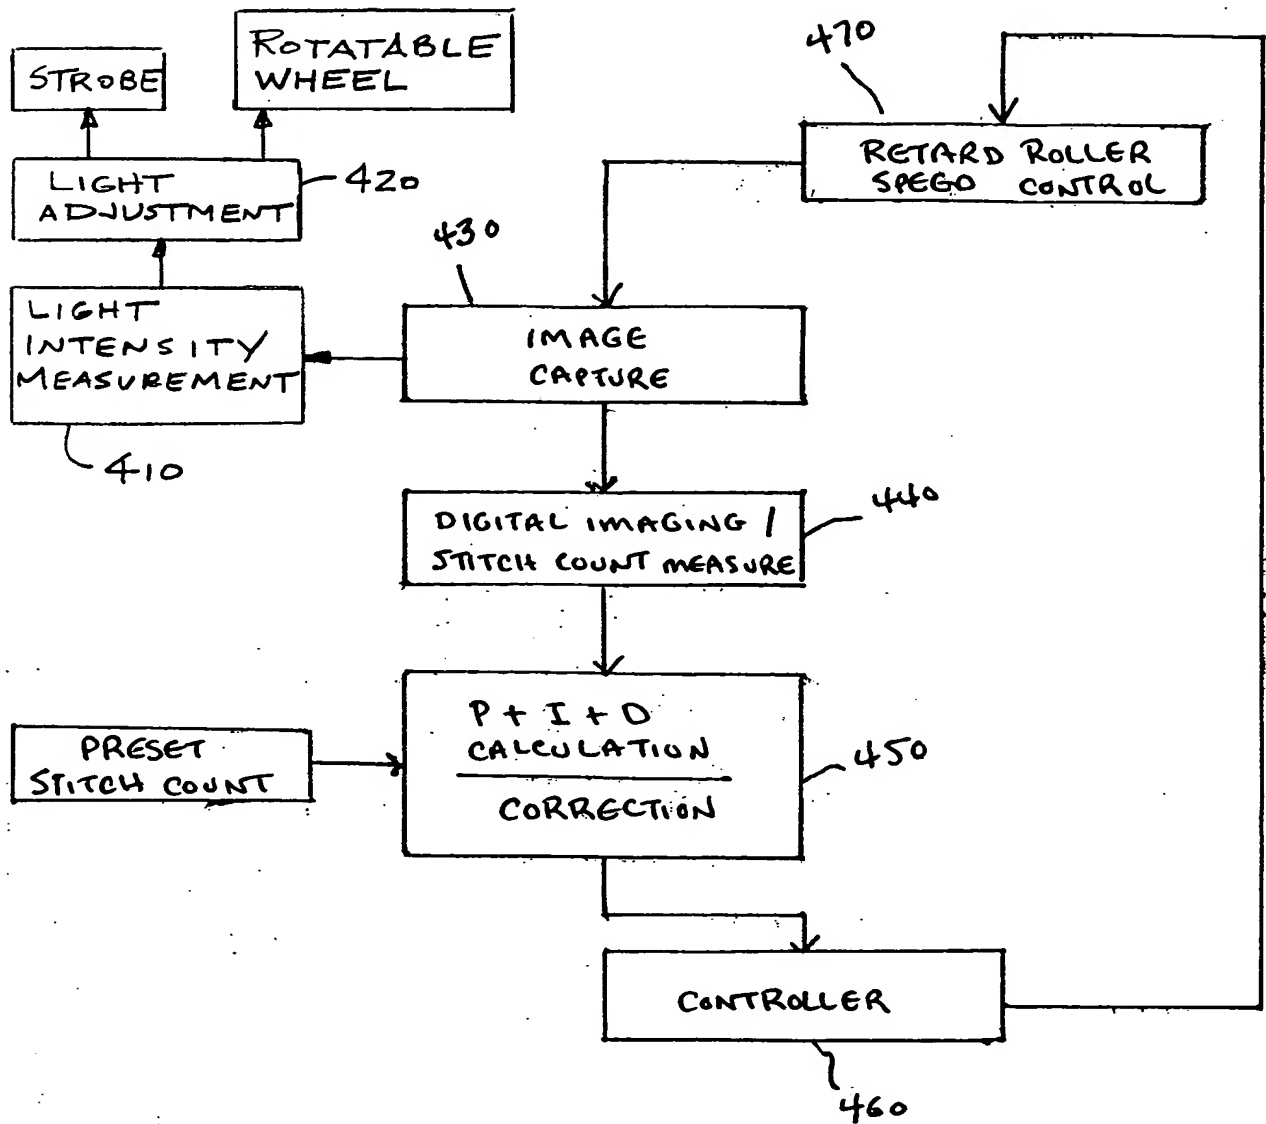 ROTATABLE
WHEEL
STROBE
470
RETARD ROLLER
SPEGD CONTROL
LIGHT
ADJUSTMENT
420
430
LIGHT
INTENSITY
MEASUREMENT
410
IMAGE
CAPTURE
440
DIGITAL IMAGING /
STITCH COUNT MEASURE
P + I + D
CALCULATION
CORRECTION
450
PRESET
STITCH COUNT
CONTROLLER
460